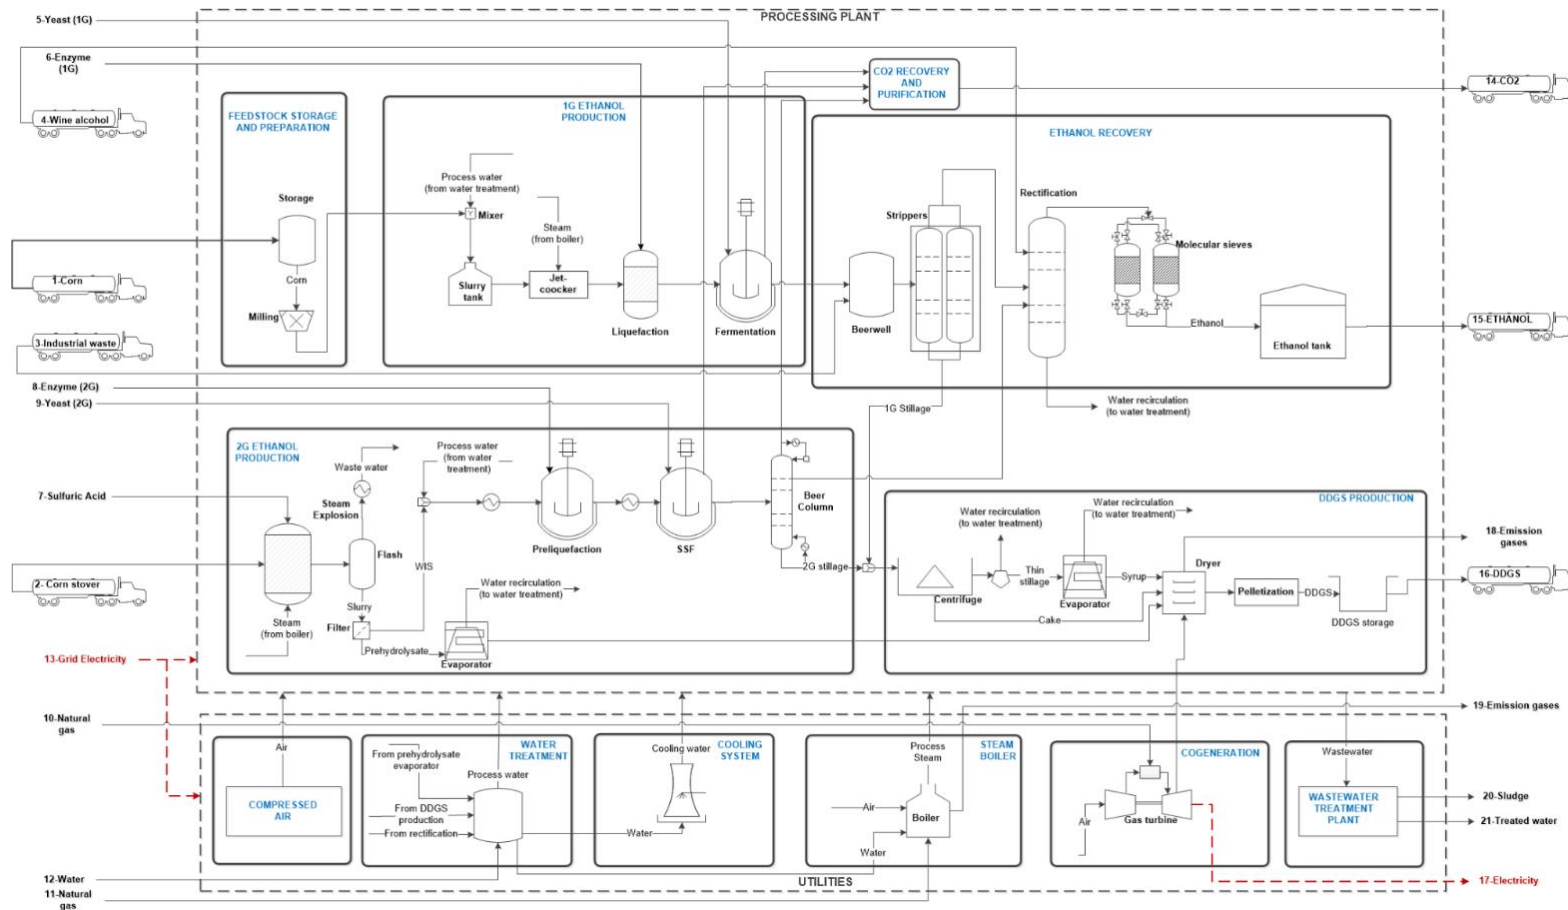 PROCESSING PLANT
5-Yeast (1G)
6-Enzyme
(1G)
4-Wine alcohol
1-Corn
3-Industrial waste
8-Enzyme (2G)
9-Yeast (2G)
7-Sulfuric Acid
2- Corn stover
13-Grid Electricity
10-Natural
gas
12-Water
11-Natural
gas
FEEDSTOCK STORAGE
AND PREPARATION
Storage
Corn
Milling
1G ETHANOL
PRODUCTION
Process water
(from water treatment)
Mixer
Steam
(from boiler)
Slurry
tank
Jet-
coocker
Liquefaction
Fermentation
CO2 RECOVERY
AND
PURIFICATION
ETHANOL RECOVERY
Beerwell
Strippers
Rectification
Molecular sieves
Ethanol
Ethanol tank
1G Stillage
Water recirculation
(to water treatment)
14-CO2
15-ETHANOL
2G ETHANOL
PRODUCTION
Waste water
Steam
Explosion
Flash
Slurry
Steam
(from boiler)
Filter
Prehydrolysate
WIS
Process water
(from water
treatment)
Preliquefaction
SSF
Beer
Column
Water recirculation
(to water treatment)
Evaporator
2G stillage
DDGS PRODUCTION
Water recirculation
(to water treatment)
Water recirculation
(to water treatment)
Centrifuge
Thin
stillage
Evaporator
Syrup
Cake
Dryer
Pelletization
DDGS
DDGS storage
18-Emission
gases
16-DDGS
19-Emission gases
Air
COMPRESSED
AIR
WATER
TREATMENT
From prehydrolysate
evaporator
Process water
From DDGS
production
From rectification
COOLING
SYSTEM
Cooling water
Water
STEAM
BOILER
Process
Steam
Air
Boiler
Water
COGENERATION
Air
Gas turbine
Wastewater
WASTEWATER
TREATMENT
PLANT
20-Sludge
21-Treated water
17-Electricity
UTILITIES